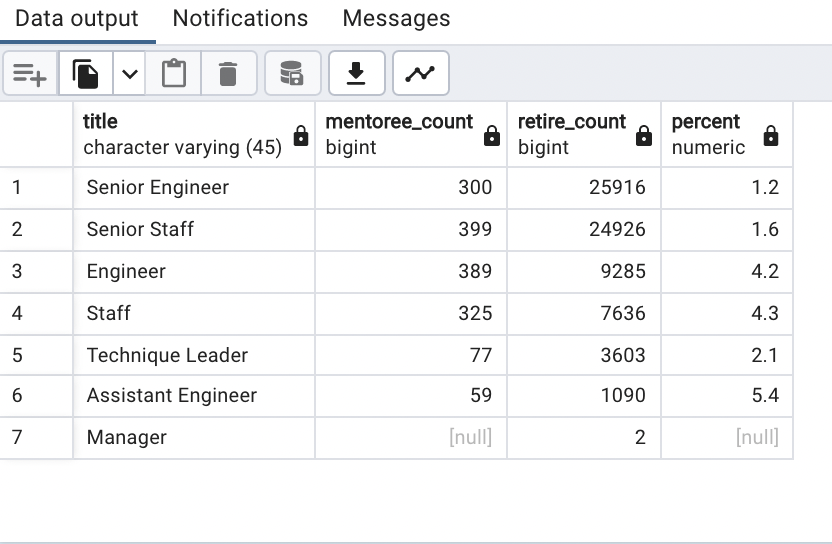 Data output Notifications Messages
title mentoree_count retire_count percent
character varying (45) bigint bigint numeric
1 Senior Engineer 300 25916 1.2
2 Senior Staff 399 24926 1.6
3 Engineer 389 9285 4.2
4 Staff 325 7636 4.3
5 Technique Leader 77 3603 2.1
6 Assistant Engineer 59 1090 5.4
7 Manager [null] 2 [null]